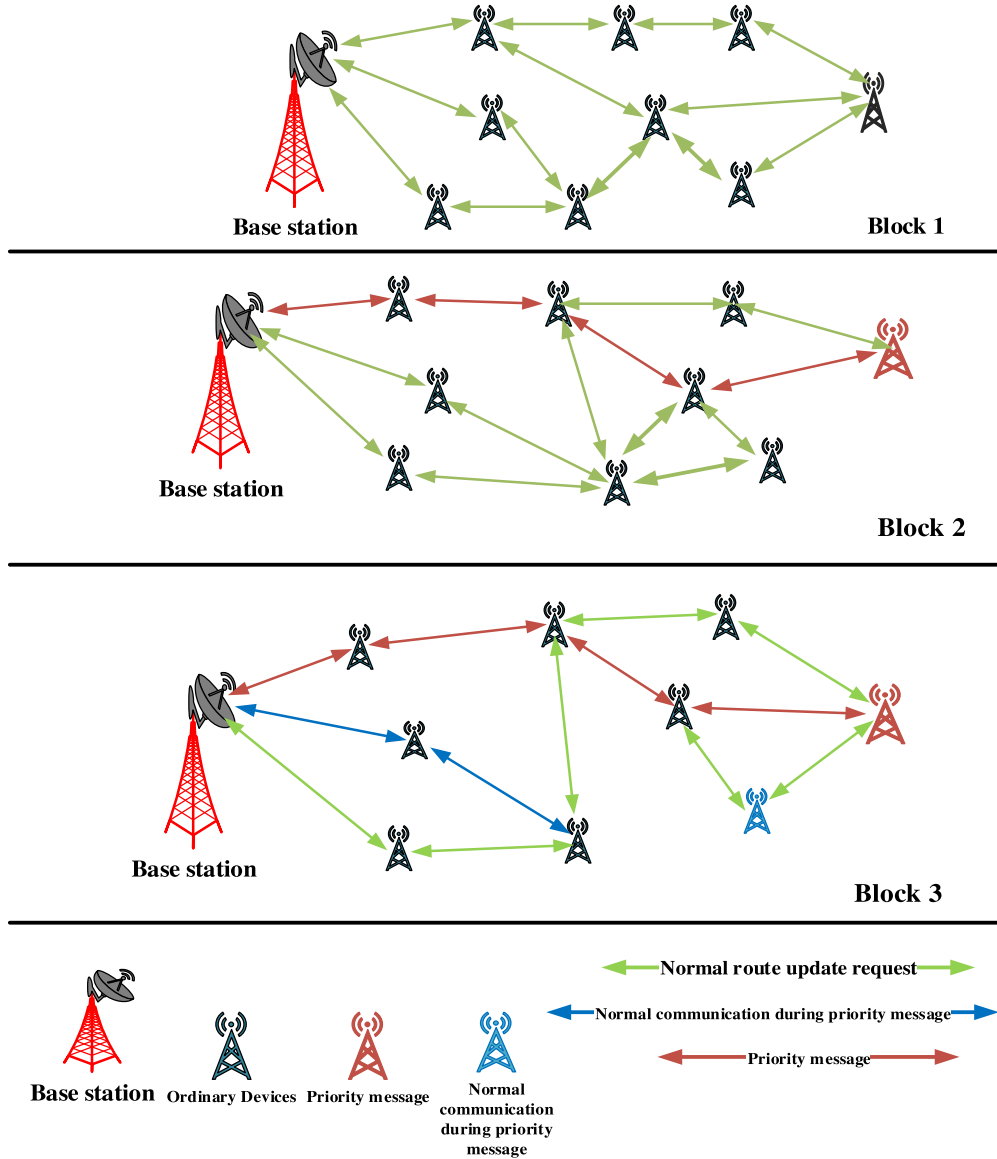 Base station
Block 1
Base station
Block 2
Base station
Block 3
Normal route update request
Normal communication during priority message
Priority message
Base station
Ordinary Devices
Priority message
Normal
communication
during priority
message